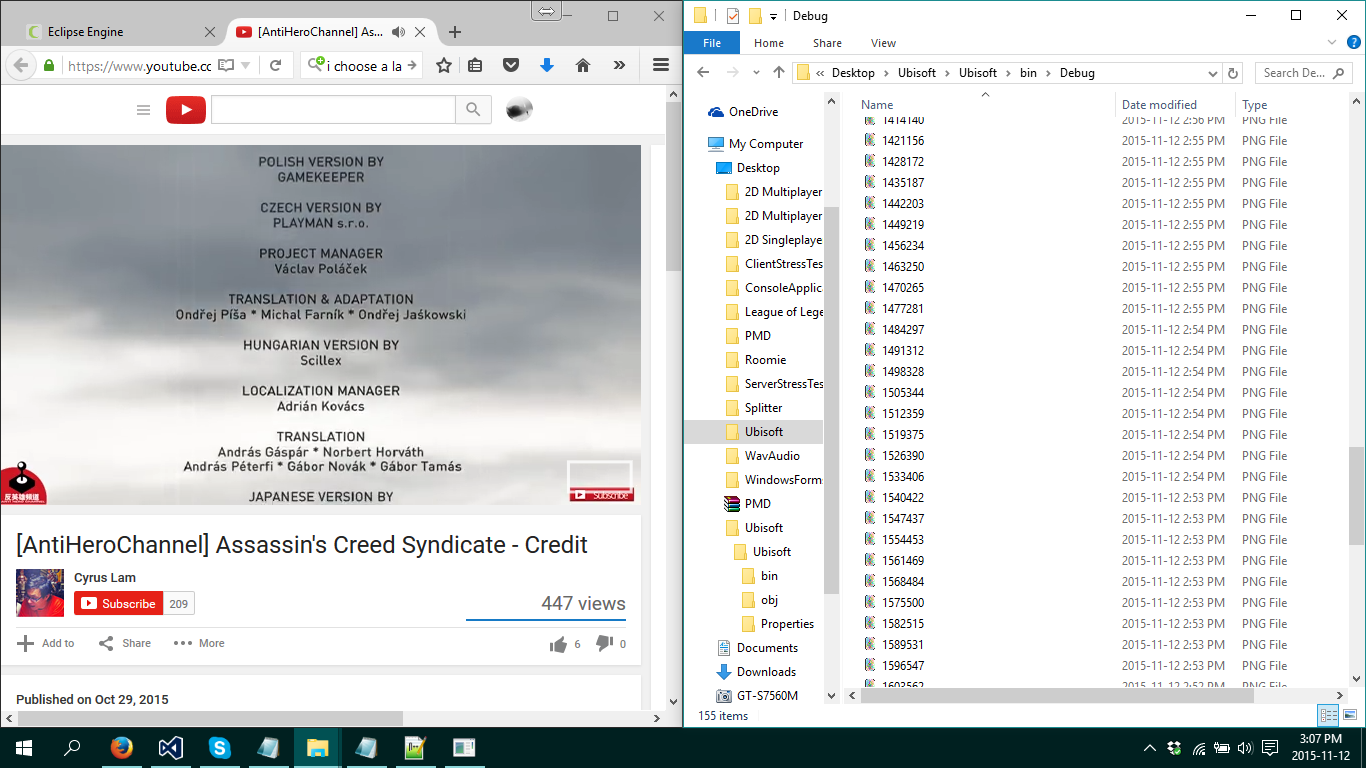 Eclipse Engine
[AntiHeroChannel] As...
https://www.youtube.cc
i choose a la
POLISH VERSION BY
GAMEKEEPER
CZECH VERSION BY
PLAYMAN s.r.o.
PROJECT MANAGER
Václav Poláček
TRANSLATION & ADAPTATION
Ondřej Píša * Michal Farník * Ondřej Jaśkowski
HUNGARIAN VERSION BY
Scillex
LOCALIZATION MANAGER
Adrián Kovács
TRANSLATION
András Gáspár * Norbert Horváth
András Péterfi * Gábor Novák * Gábor Tamás
JAPANESE VERSION BY
反英雄頻道
Subscribe
[AntiHeroChannel] Assassin's Creed Syndicate - Credit
Cyrus Lam
Subscribe 209
447 views
Add to Share More 6 0
Published on Oct 29, 2015
Debug
File Home Share View
« Desktop Ubisoft Ubisoft bin Debug
Search De...
OneDrive
My Computer
Desktop
2D Multiplayer
2D Multiplayer
2D Singleplaye
ClientStressTes
ConsoleApplic
League of Lege
PMD
Roomie
ServerStressTes
Splitter
Ubisoft
WavAudio
WindowsForm
PMD
Ubisoft
Ubisoft
bin
obj
Properties
Documents
Downloads
GT-S7560M
Name Date modified Type
1414140 2015-11-12 2:56 PM PNG File
1421156 2015-11-12 2:55 PM PNG File
1428172 2015-11-12 2:55 PM PNG File
1435187 2015-11-12 2:55 PM PNG File
1442203 2015-11-12 2:55 PM PNG File
1449219 2015-11-12 2:55 PM PNG File
1456234 2015-11-12 2:55 PM PNG File
1463250 2015-11-12 2:55 PM PNG File
1470265 2015-11-12 2:55 PM PNG File
1477281 2015-11-12 2:55 PM PNG File
1484297 2015-11-12 2:54 PM PNG File
1491312 2015-11-12 2:54 PM PNG File
1498328 2015-11-12 2:54 PM PNG File
1505344 2015-11-12 2:54 PM PNG File
1512359 2015-11-12 2:54 PM PNG File
1519375 2015-11-12 2:54 PM PNG File
1526390 2015-11-12 2:54 PM PNG File
1533406 2015-11-12 2:54 PM PNG File
1540422 2015-11-12 2:53 PM PNG File
1547437 2015-11-12 2:53 PM PNG File
1554453 2015-11-12 2:53 PM PNG File
1561469 2015-11-12 2:53 PM PNG File
1568484 2015-11-12 2:53 PM PNG File
1575500 2015-11-12 2:53 PM PNG File
1582515 2015-11-12 2:53 PM PNG File
1589531 2015-11-12 2:53 PM PNG File
1596547 2015-11-12 2:53 PM PNG File
1603562 2015-11-12 2:52 PM PNG File
155 items
3:07 PM
2015-11-12